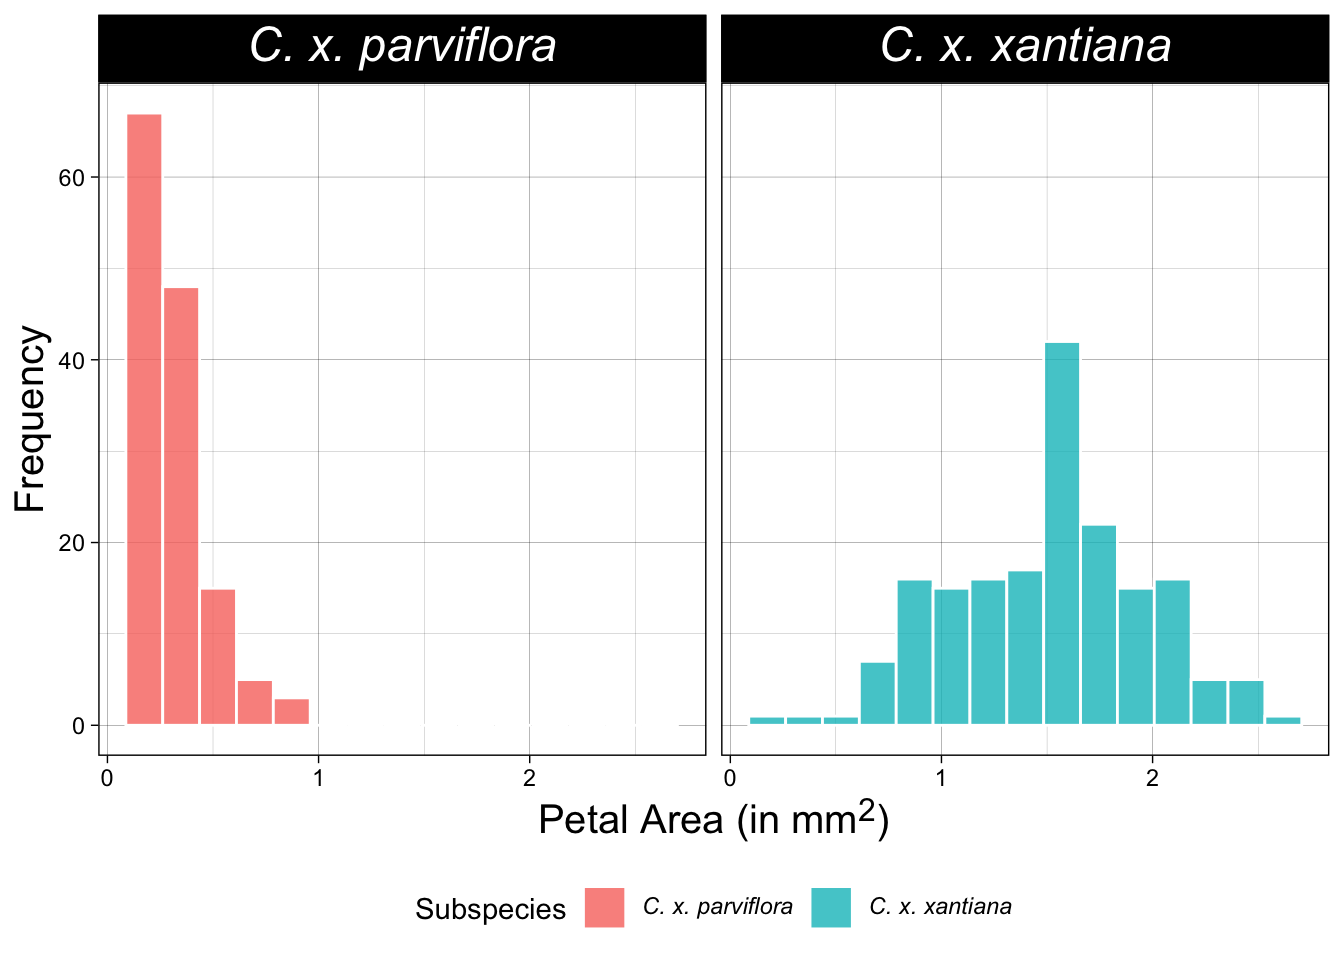 C. x. parviflora
C. x. xantiana
60
40
20
0
Frequency
0 1 2
0 1 2
Petal Area (in mm²)
Subspecies C. x. parviflora C. x. xantiana